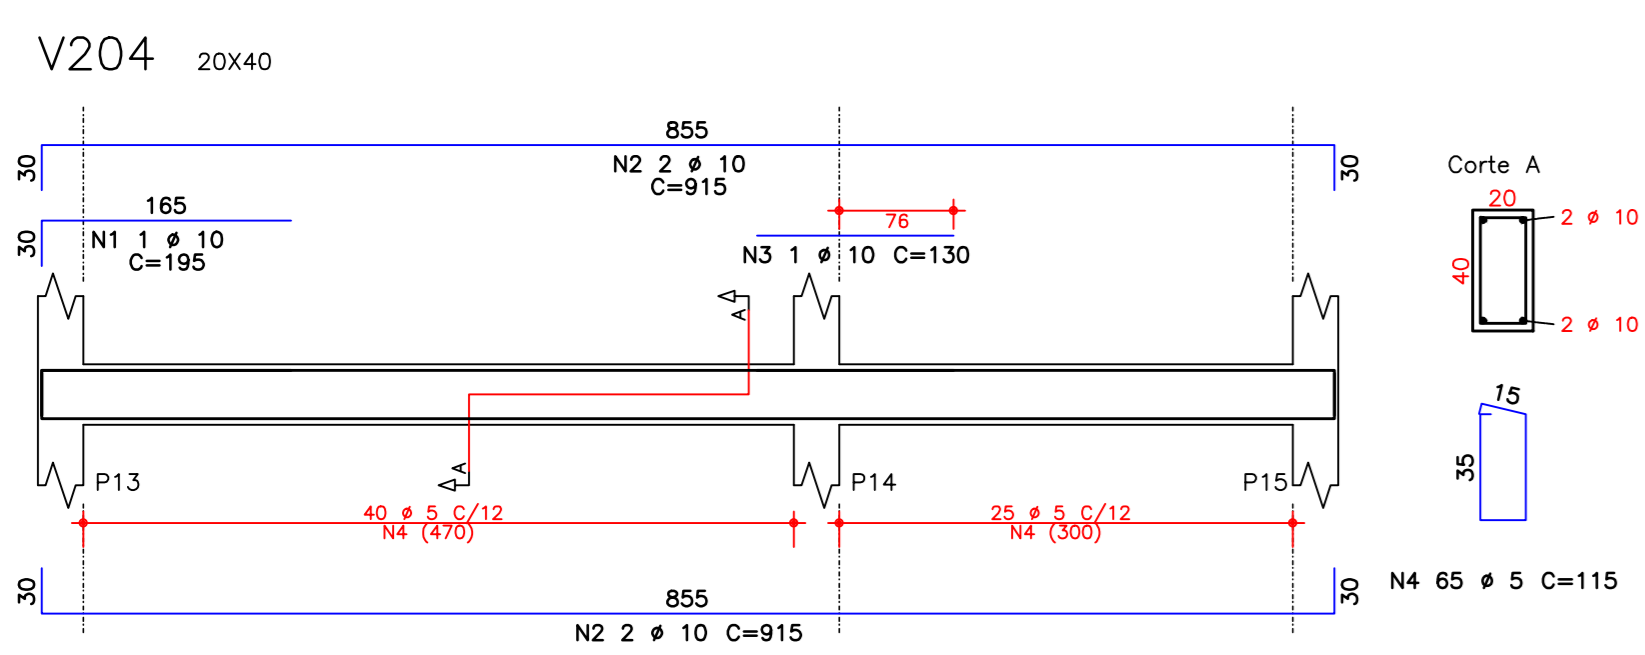 V204 20X40
855
30
N2 2 ø 10
C=915
30
165
30
N1 1 ø 10
C=195
76
N3 1 ø 10 C=130
Corte A
20
2 ø 10
40
2 ø 10
A
A
P13
P14
P15
15
35
40 ø 5 C/12
N4 (470)
25 ø 5 C/12
N4 (300)
N4 65 ø 5 C=115
30
855
30
N2 2 ø 10 C=915